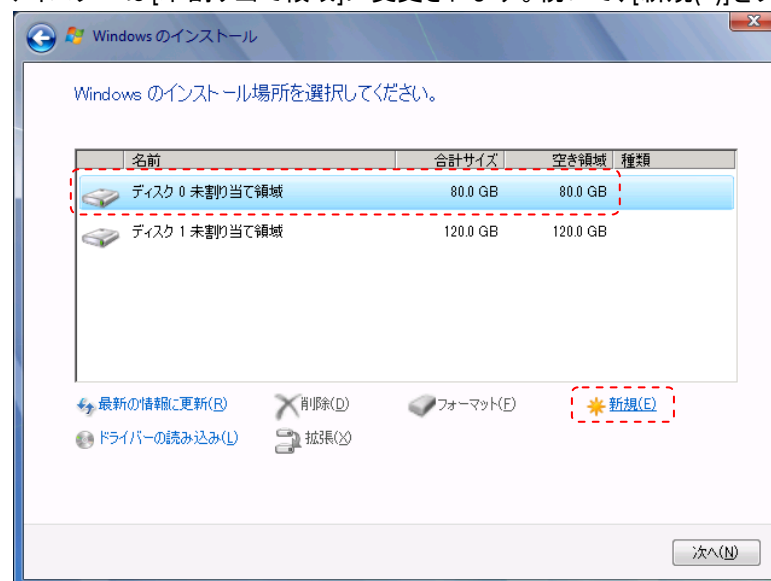 Windows のインストール
Windows のインストール場所を選択してください。
名前 合計サイズ 空き領域 種類
ディスク 0 未割り当て領域 80.0 GB 80.0 GB
ディスク 1 未割り当て領域 120.0 GB 120.0 GB
最新の情報に更新(R) 削除(D) フォーマット(F) 新規(E)
ドライバーの読み込み(L) 拡張(X)
次へ(N)